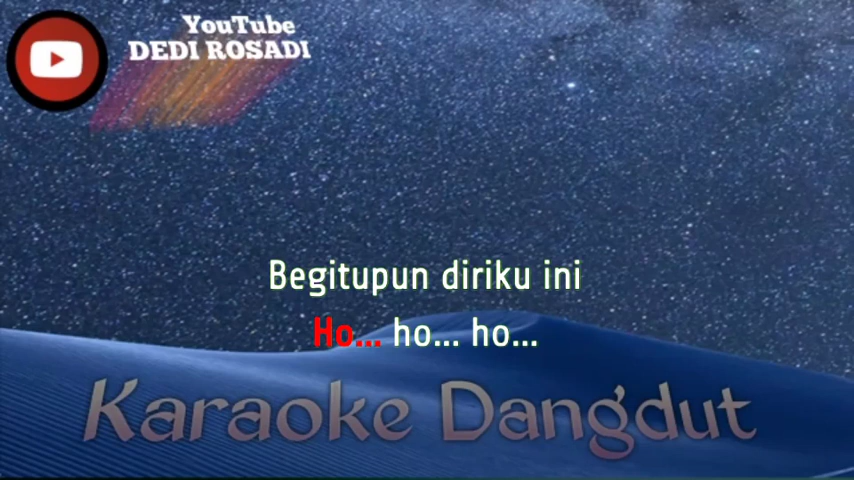 YouTube
DEDI ROSADI
Begitupun diriku ini
Ho... ho... ho...
Karaoke Dangdut